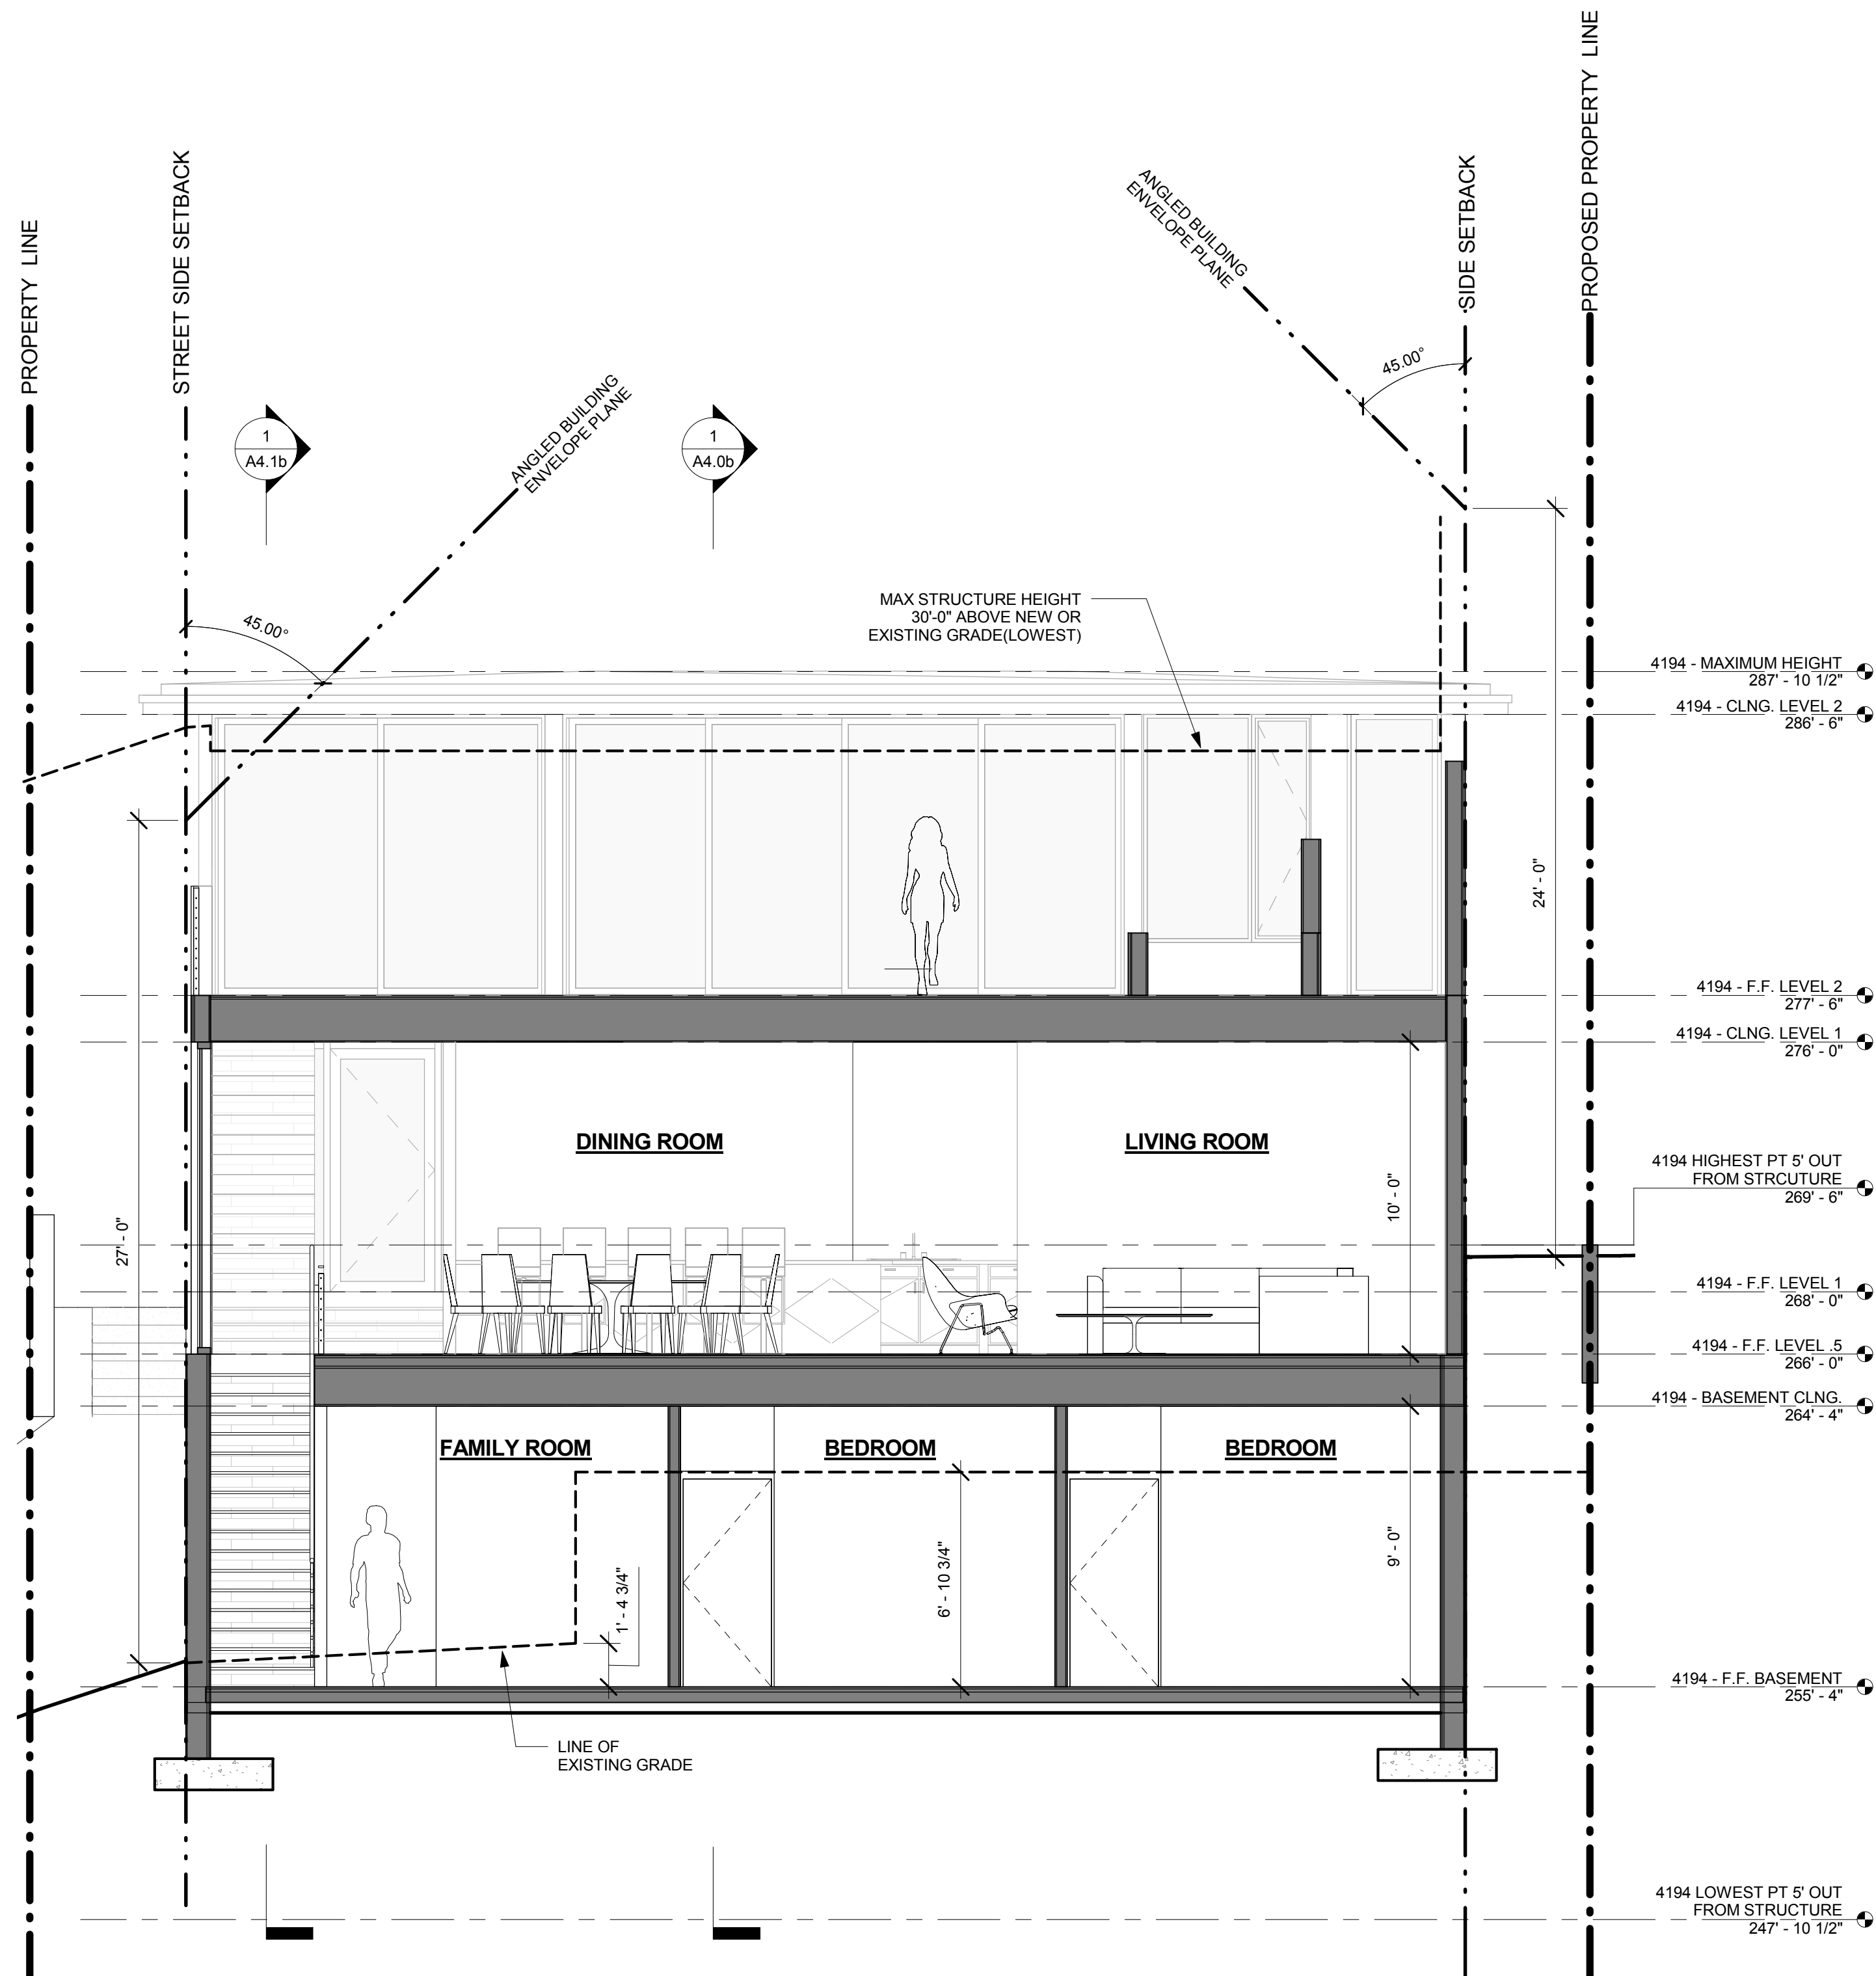 PROPERTY LINE
STREET SIDE SETBACK
ANGLED BUILDING
ENVELOPE PLANE
SIDE SETBACK
PROPOSED PROPERTY LINE
45.00°
1
A4.1b
1
A4.0b
ANGLED BUILDING
ENVELOPE PLANE
45.00°
MAX STRUCTURE HEIGHT
30'-0" ABOVE NEW OR
EXISTING GRADE(LOWEST)
4194 - MAXIMUM HEIGHT
287' - 10 1/2"
4194 - CLNG. LEVEL 2
286' - 6"
24' - 0"
4194 - F.F. LEVEL 2
277' - 6"
4194 - CLNG. LEVEL 1
276' - 0"
DINING ROOM
LIVING ROOM
4194 HIGHEST PT 5' OUT
FROM STRCUTURE
269' - 6"
27' - 0"
10' - 0"
4194 - F.F. LEVEL 1
268' - 0"
4194 - F.F. LEVEL .5
266' - 0"
4194 - BASEMENT CLNG.
264' - 4"
FAMILY ROOM
BEDROOM
BEDROOM
1' - 4 3/4"
6' - 10 3/4"
9' - 0"
4194 - F.F. BASEMENT
255' - 4"
LINE OF
EXISTING GRADE
4194 LOWEST PT 5' OUT
FROM STRUCTURE
247' - 10 1/2"